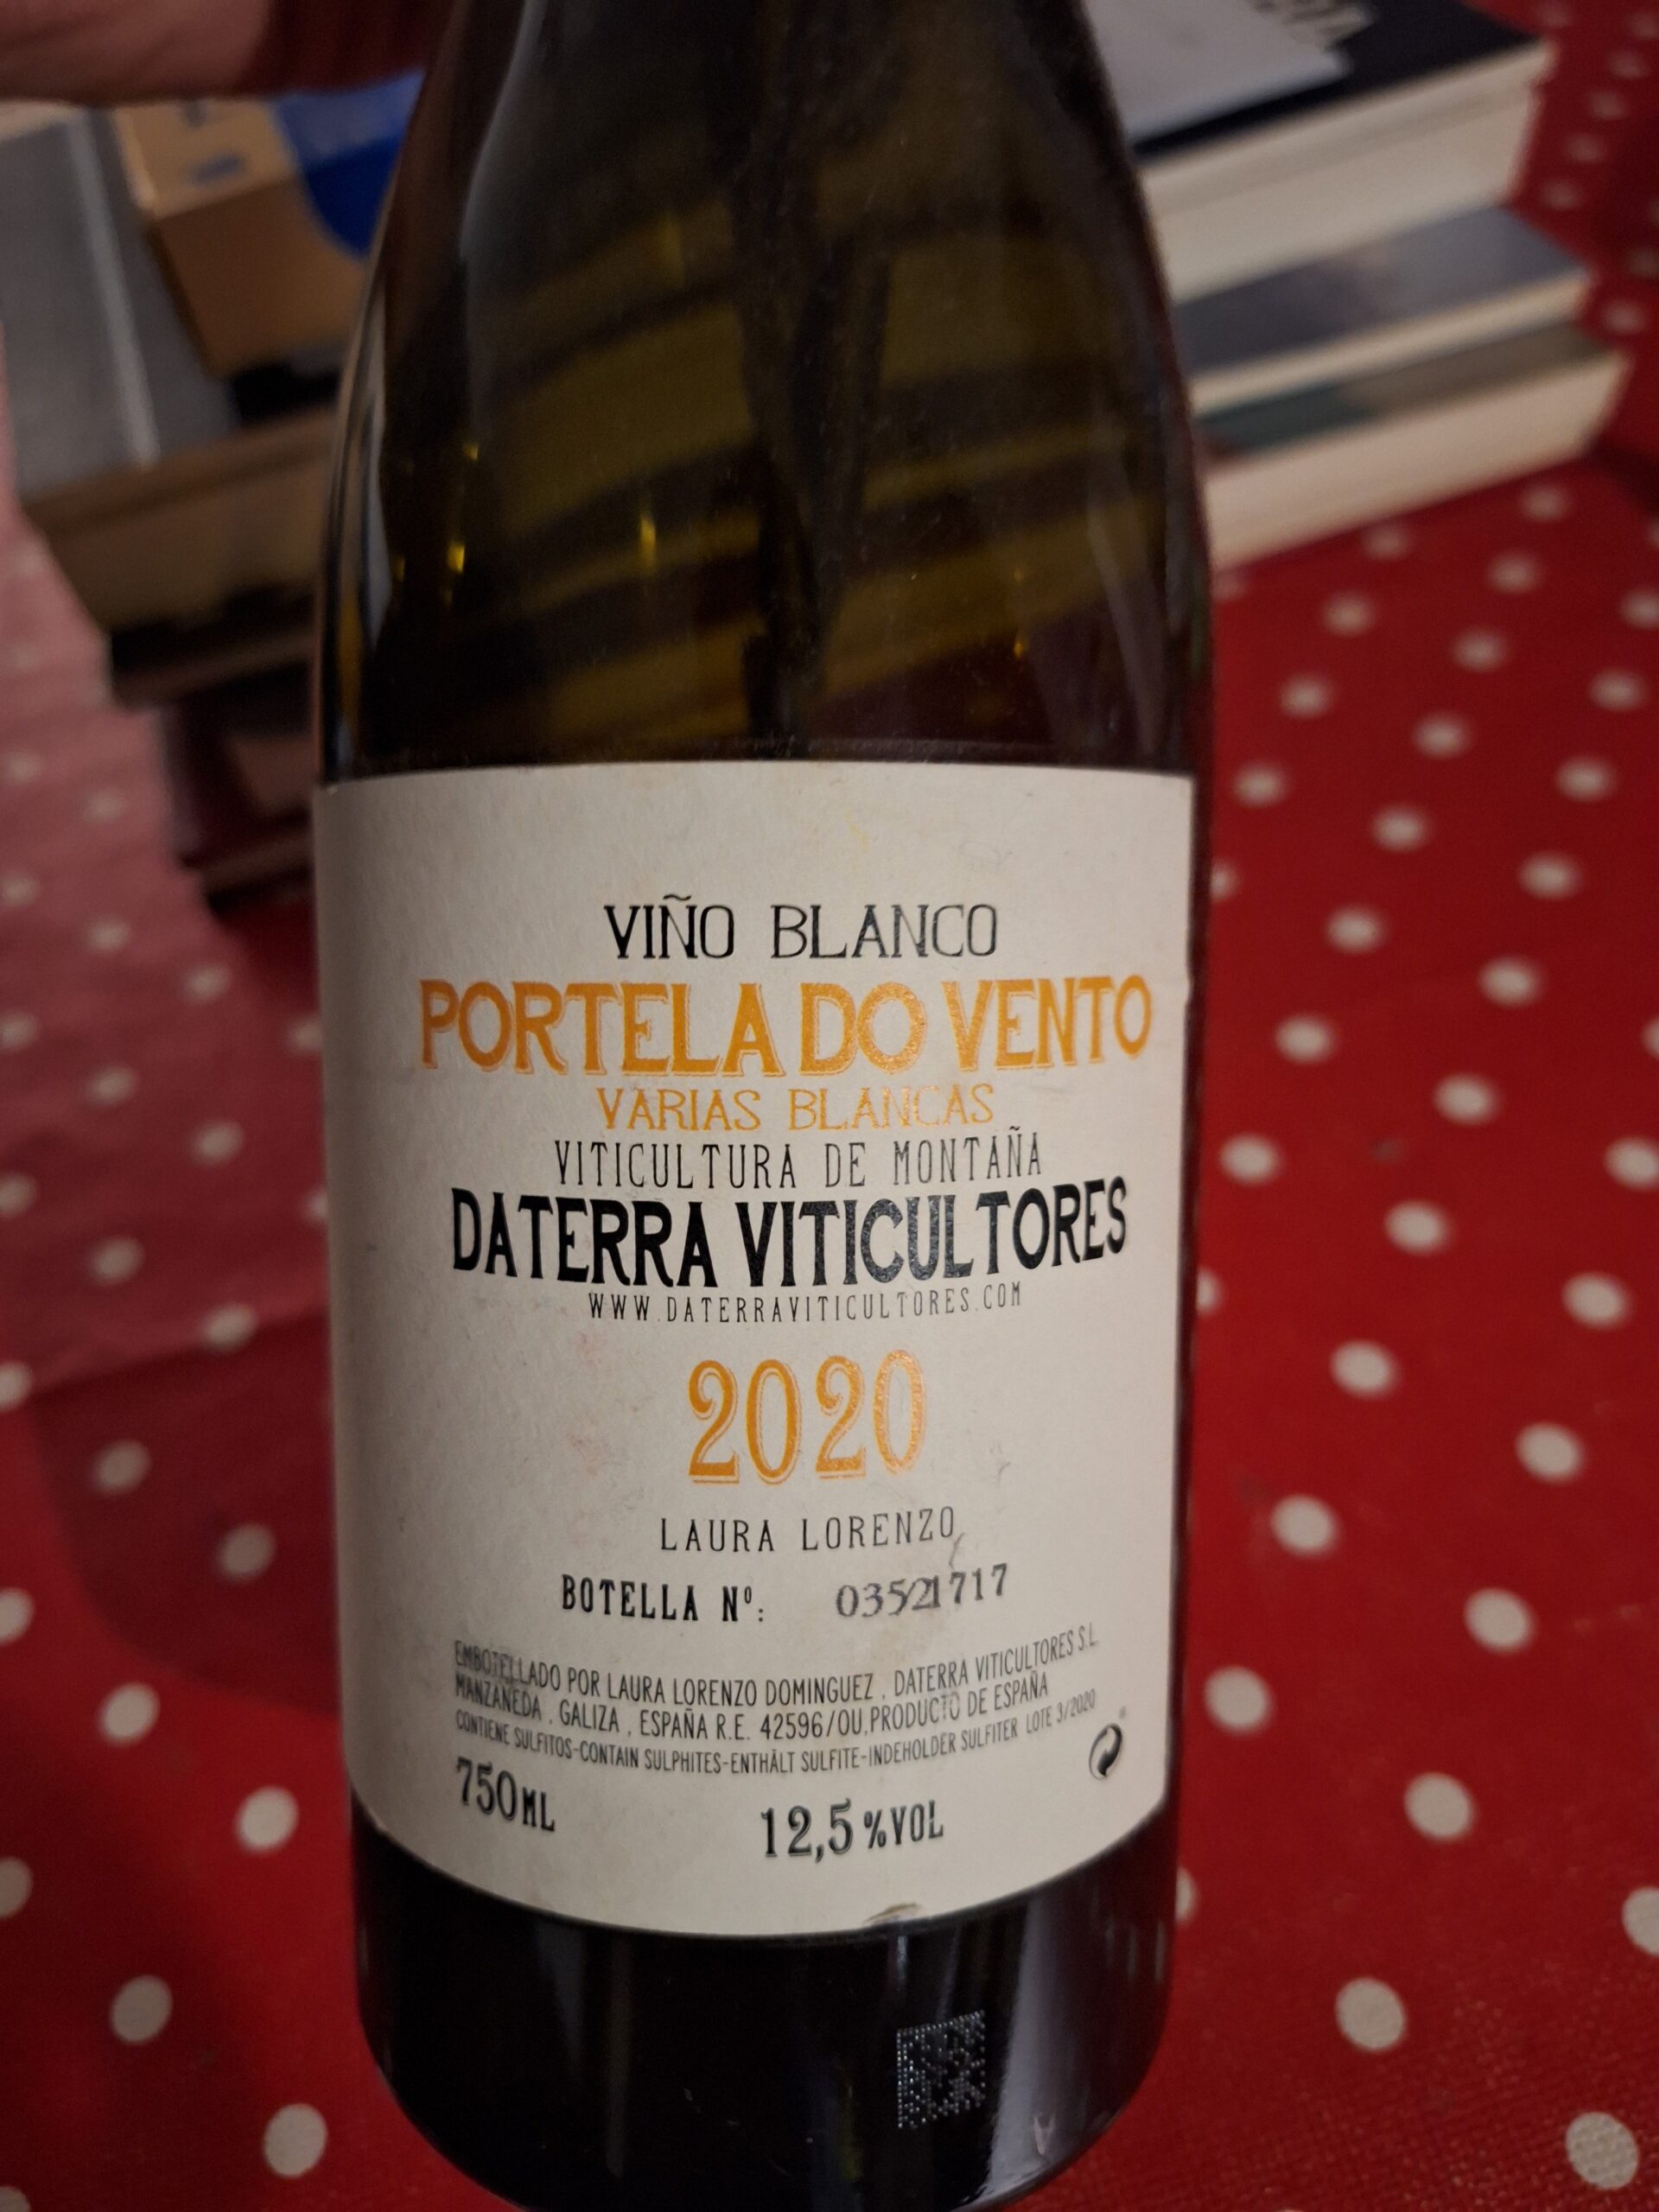 VIÑO BLANCO
PORTELA DO VENTO
VARIAS BLANCAS
VITICULTURA DE MONTAÑA
DATERRA VITICULTORES
WWW.DATERRAVITICULTORES.COM
2020
LAURA LORENZO
BOTELLA Nº:
EMBOTELLADO POR LAURA LORENZO DOMINGUEZ . DATERRA VITICULTORES S.L.
MANZANEDA . GALIZA . ESPAÑA R.E. 42596/OU.PRODUCTO DE ESPAÑA
CONTIENE SULFITOS-CONTAIN SULPHITES-ENTHÄLT SULFITE-INDEHOLDER SULFITER LOTE 3/2020
750ML
12,5%VOL